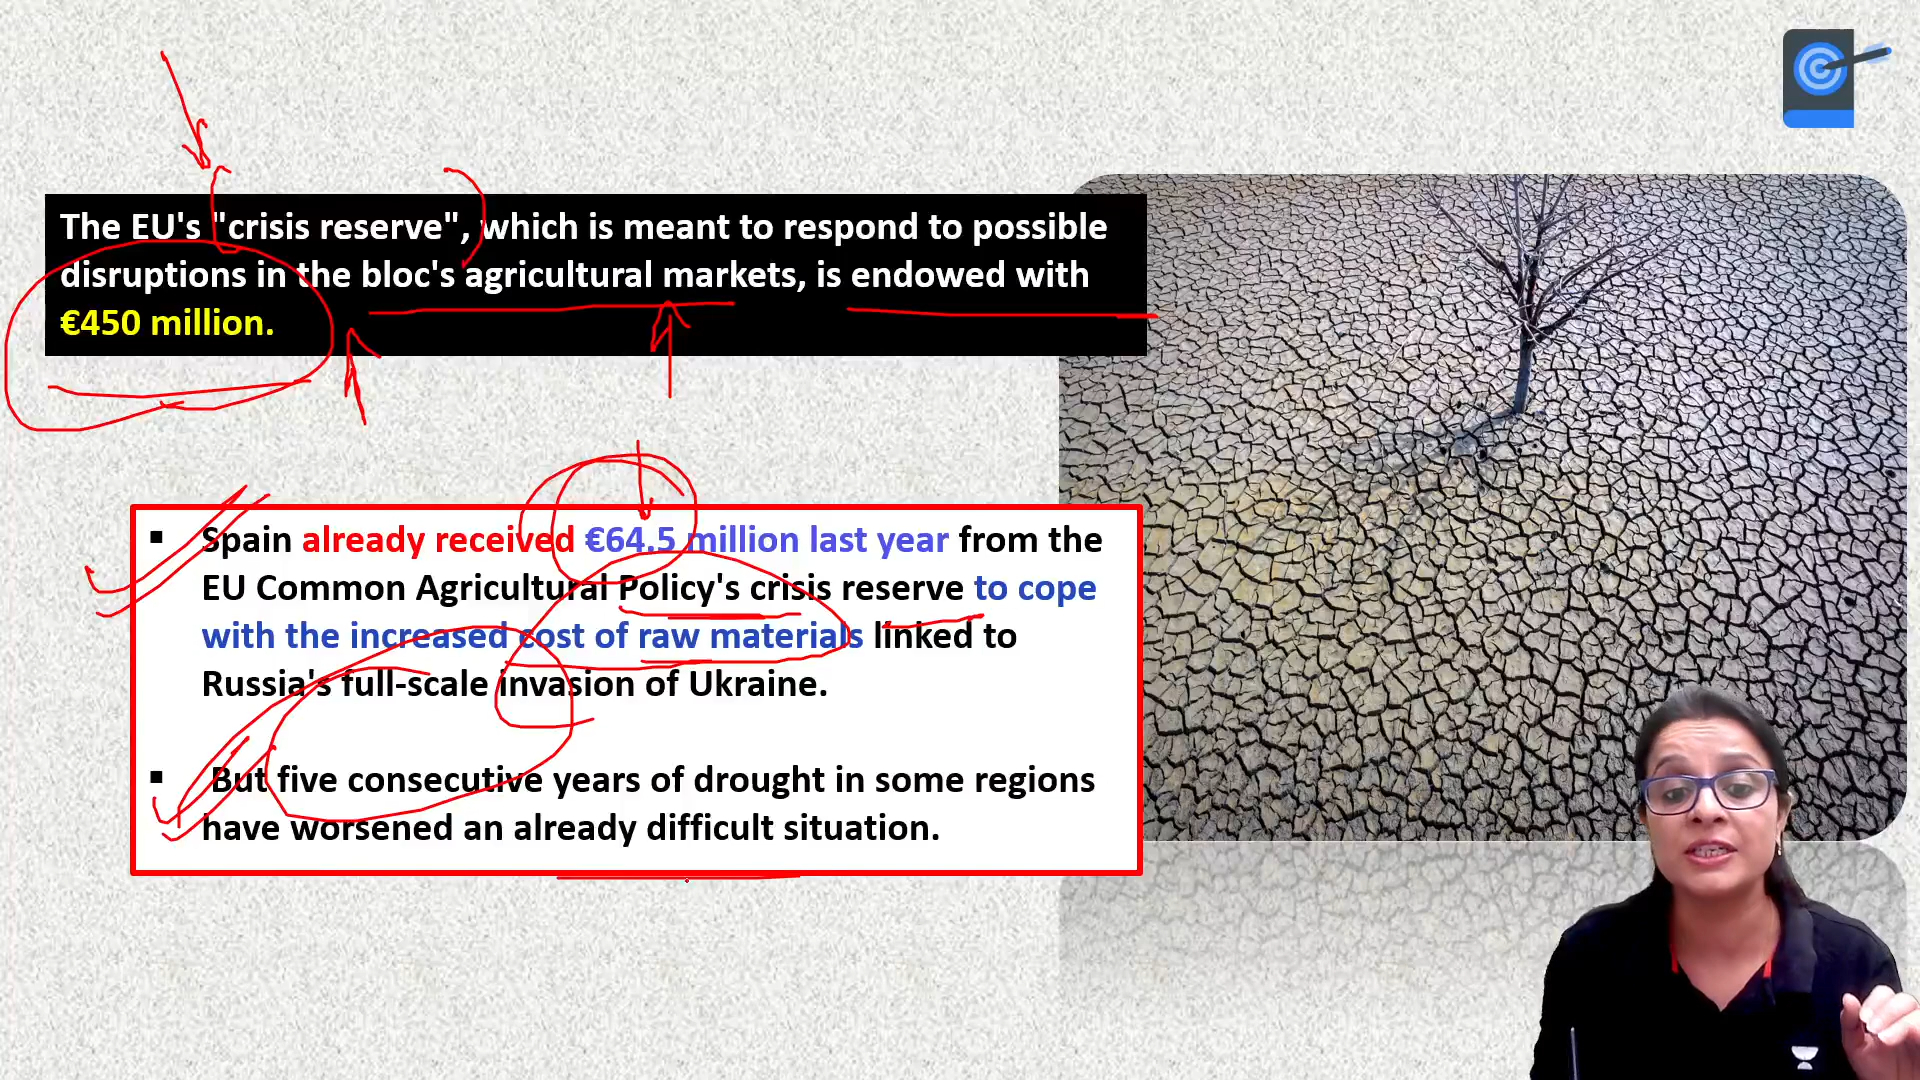 The EU's "crisis reserve", which is meant to respond to possible
disruptions in the bloc's agricultural markets, is endowed with
€450 million.
▪ Spain already received €64.5 million last year from the
EU Common Agricultural Policy's crisis reserve to cope
with the increased cost of raw materials linked to
Russia's full-scale invasion of Ukraine.
▪ But five consecutive years of drought in some regions
have worsened an already difficult situation.